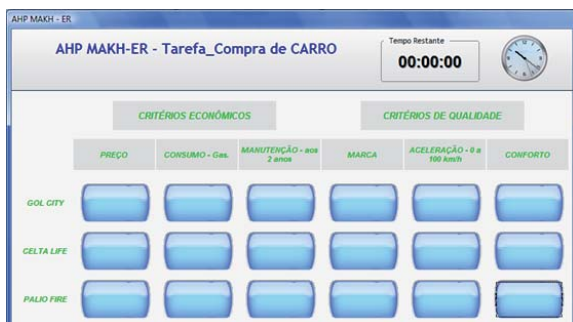 AHP MAKH - ER
AHP MAKH-ER - Tarefa_Compra de CARRO
Tempo Restante
00:00:00
CRITÉRIOS ECONÔMICOS
CRITÉRIOS DE QUALIDADE
PREÇO
CONSUMO - Gas.
MANUTENÇÃO - aos
2 anos
MARCA
ACELERAÇÃO - 0 a
100 km/h
CONFORTO
GOL CITY
CELTA LIFE
PALIO FIRE